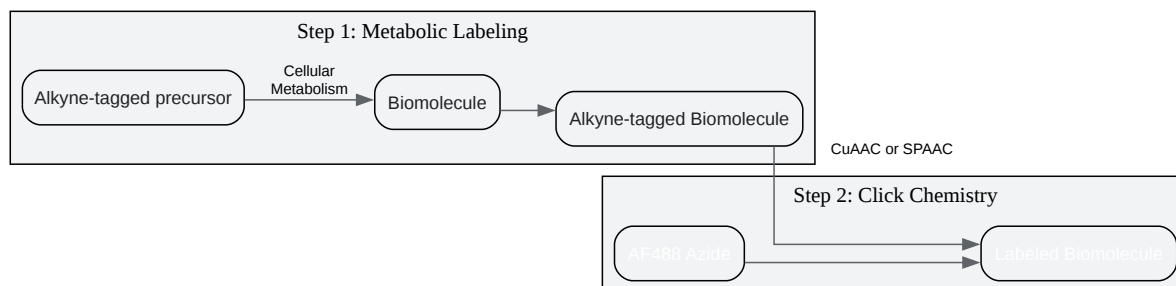 Step 1: Metabolic Labeling
Alkyne-tagged precursor
Cellular
Metabolism
Biomolecule
Alkyne-tagged Biomolecule
CuAAC or SPAAC
Step 2: Click Chemistry
AF488 Azide
Labeled Biomolecule